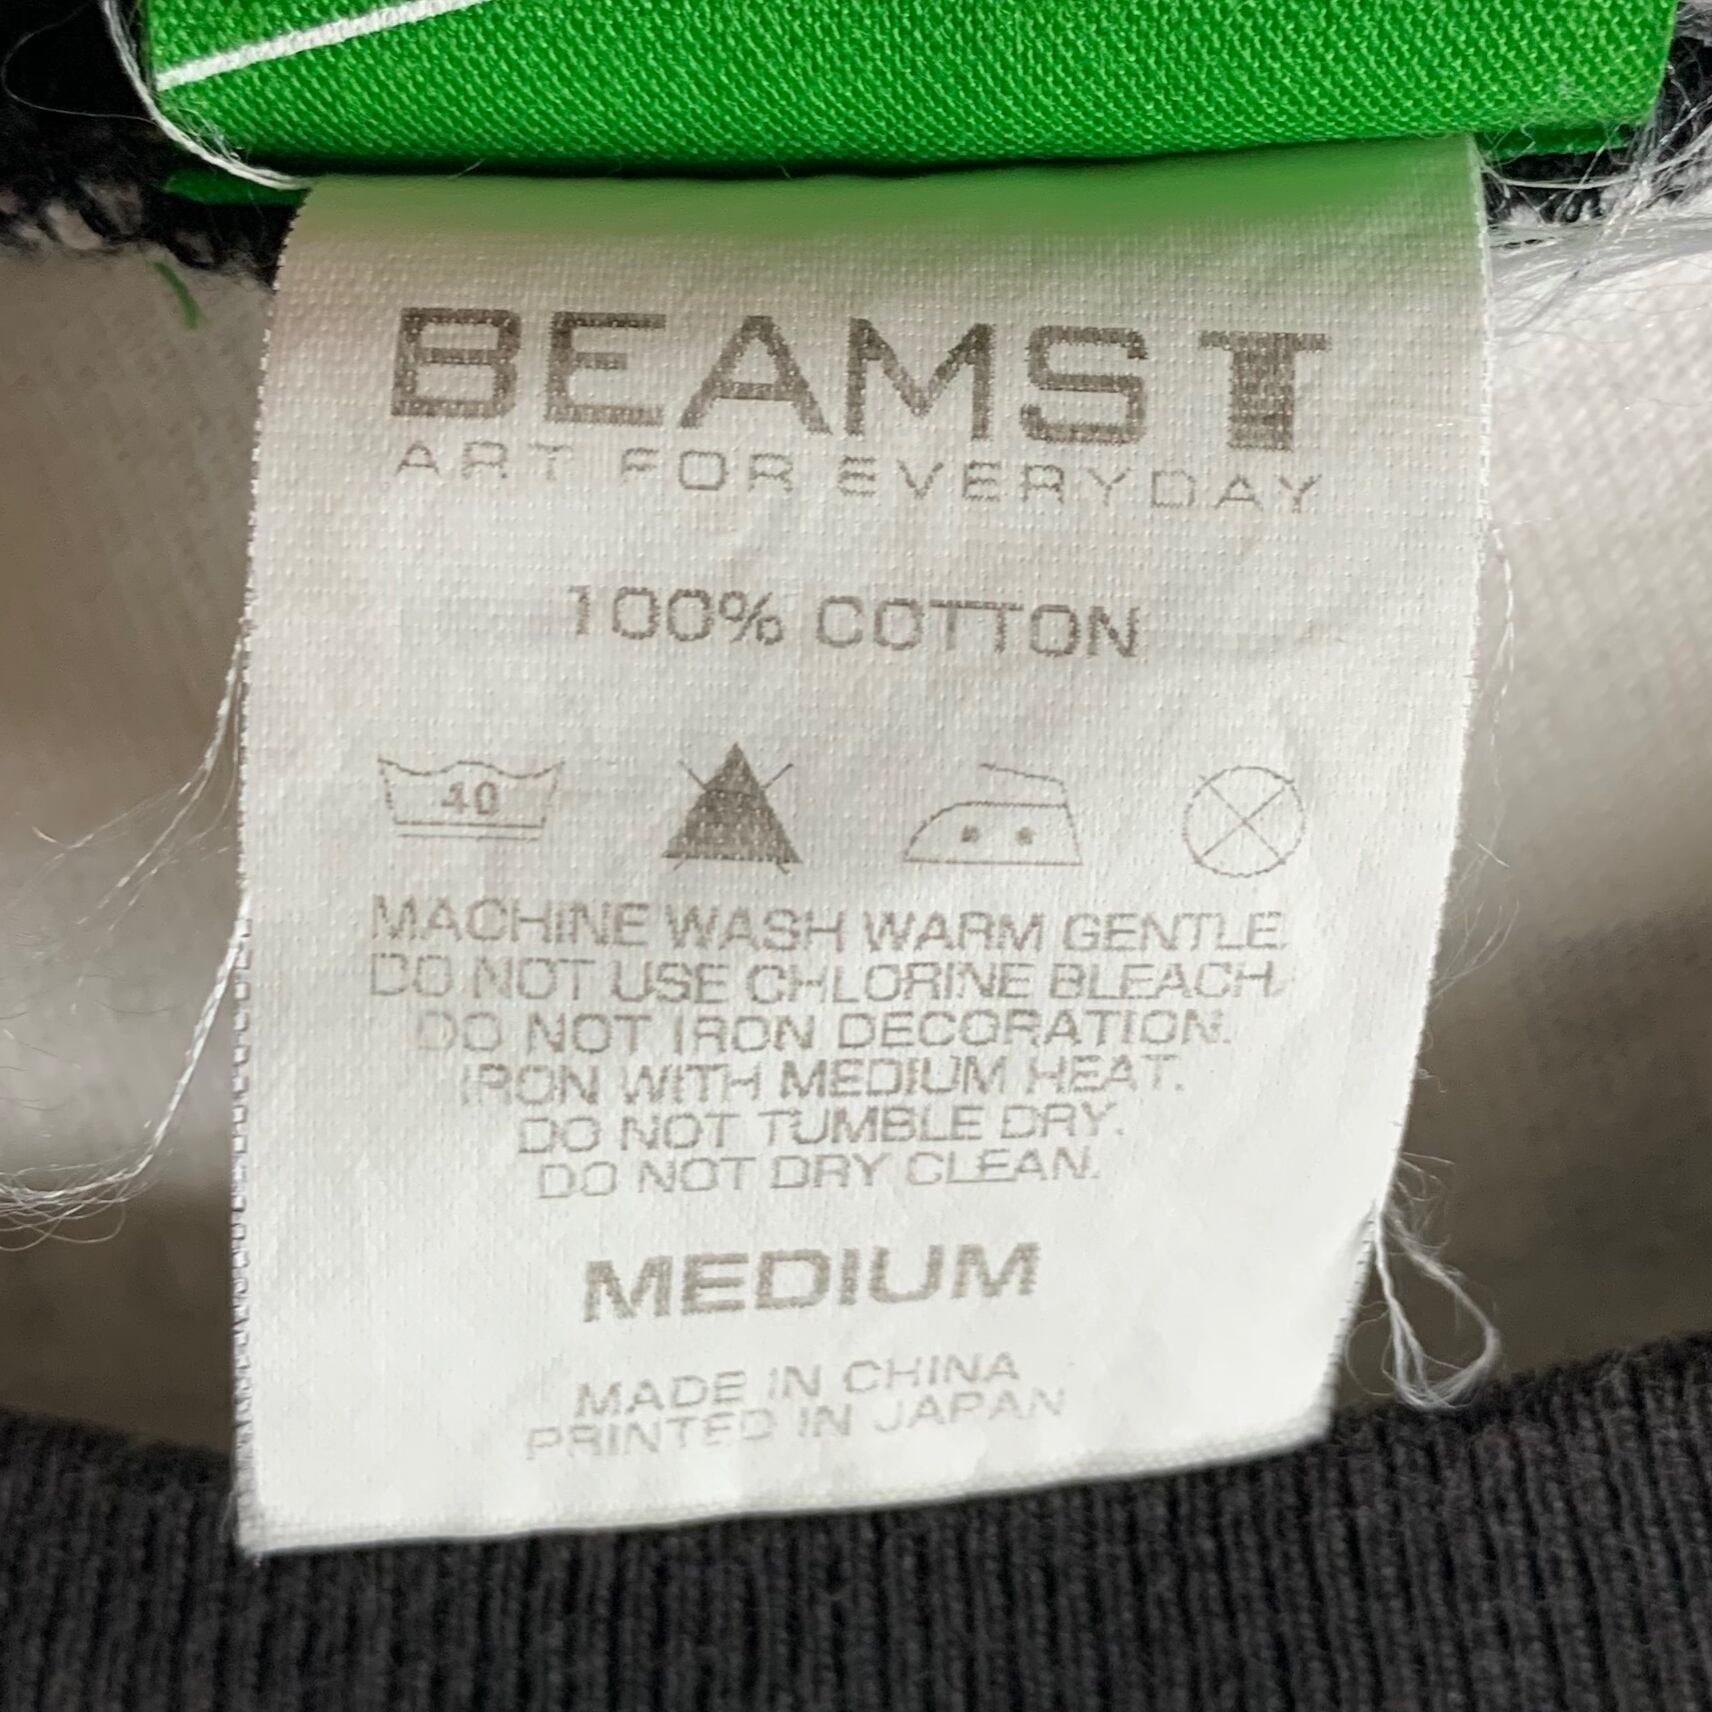 BEAMS T
ART FOR EVERYDAY
100% COTTON
40
MACHINE WASH WARM GENTLE.
DO NOT USE CHLORINE BLEACH.
DO NOT IRON DECORATION.
IRON WITH MEDIUM HEAT.
DO NOT TUMBLE DRY.
DO NOT DRY CLEAN.
MEDIUM
MADE IN CHINA
PRINTED IN JAPAN